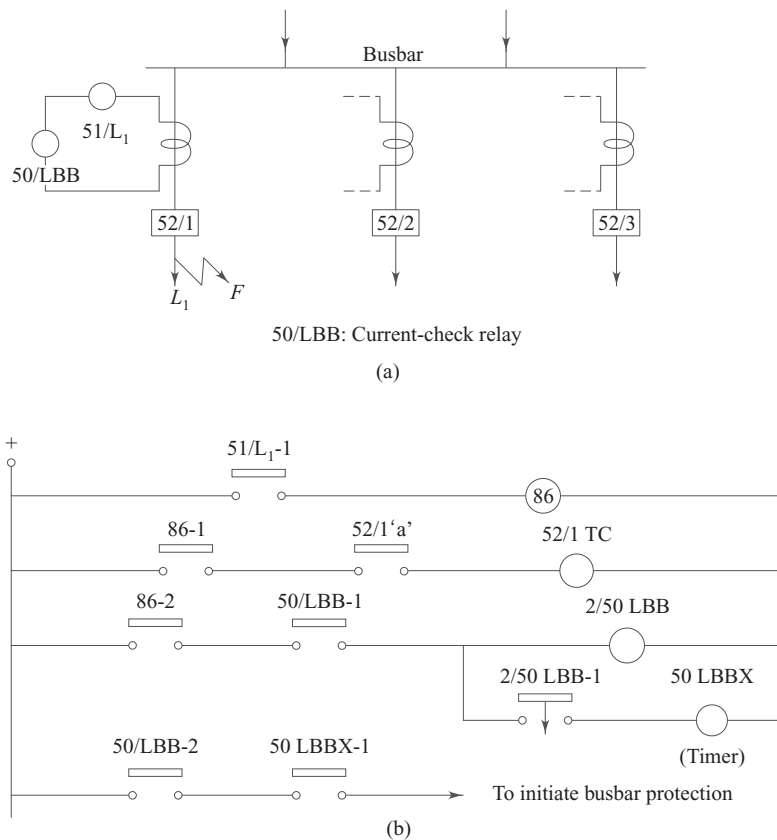 Busbar
51/L1
50/LBB
52/1
52/2
52/3
L1
F
50/LBB: Current-check relay
(a)
+
51/L1-1
86
86-1
52/1‘a’
52/1 TC
86-2
50/LBB-1
2/50 LBB
2/50 LBB-1
50 LBBX
(Timer)
50/LBB-2
50 LBBX-1
To initiate busbar protection
(b)